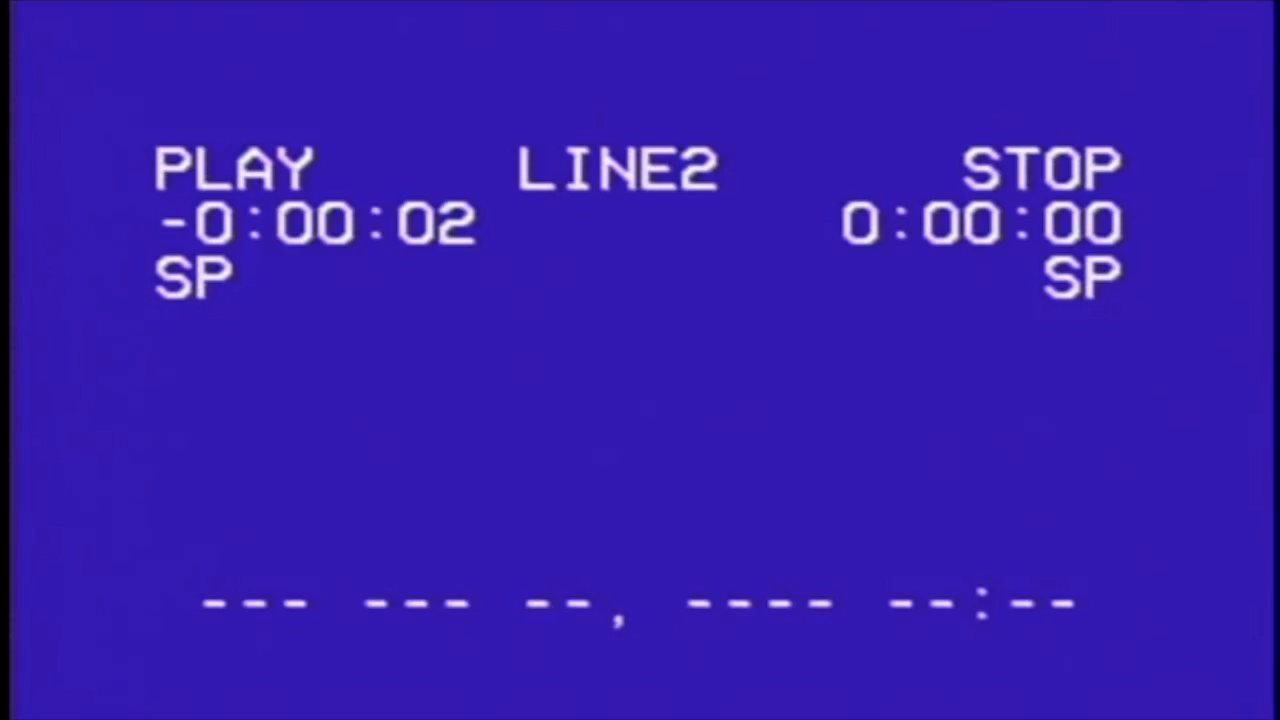 PLAY LINE2 STOP
-0:00:02 0:00:00
SP SP
--- --- --, ---- --:--